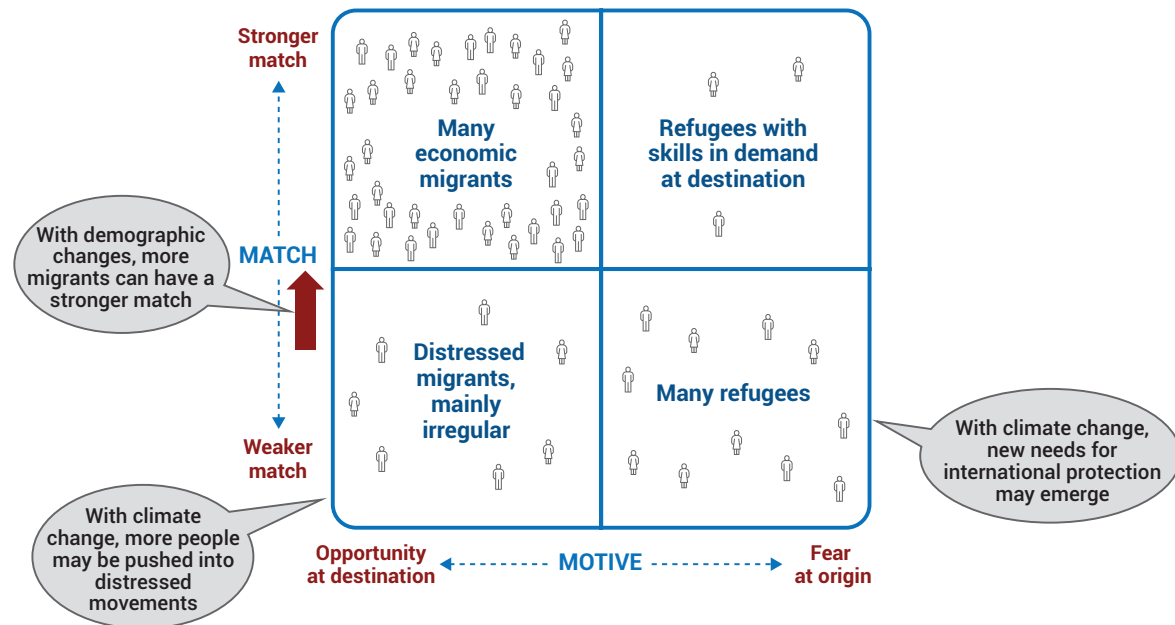 Stronger
match
Many
economic
migrants
Refugees with
skills in demand
at destination
With demographic
changes, more
migrants can have a
stronger match
MATCH
Distressed
migrants,
mainly
irregular
Many refugees
Weaker
match
With climate change,
new needs for
international protection
may emerge
With climate
change, more people
may be pushed into
distressed
movements
Opportunity
at destination
MOTIVE
Fear
at origin